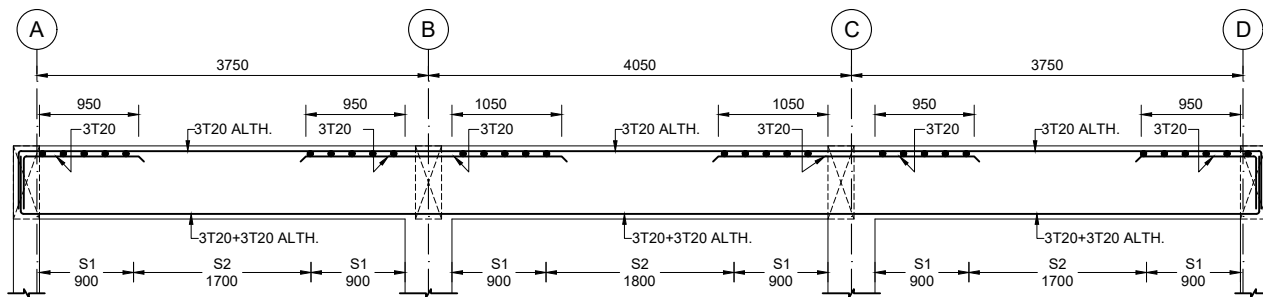 A B C D
3750 4050 3750
950 950 1050 1050 950 950
3T20 3T20 ALTH. 3T20 3T20 3T20 ALTH. 3T20 3T20 3T20 ALTH. 3T20
3T20+3T20 ALTH. 3T20+3T20 ALTH. 3T20+3T20 ALTH.
S1 S2 S1 S1 S2 S1 S1 S2 S1
900 1700 900 900 1800 900 900 1700 900